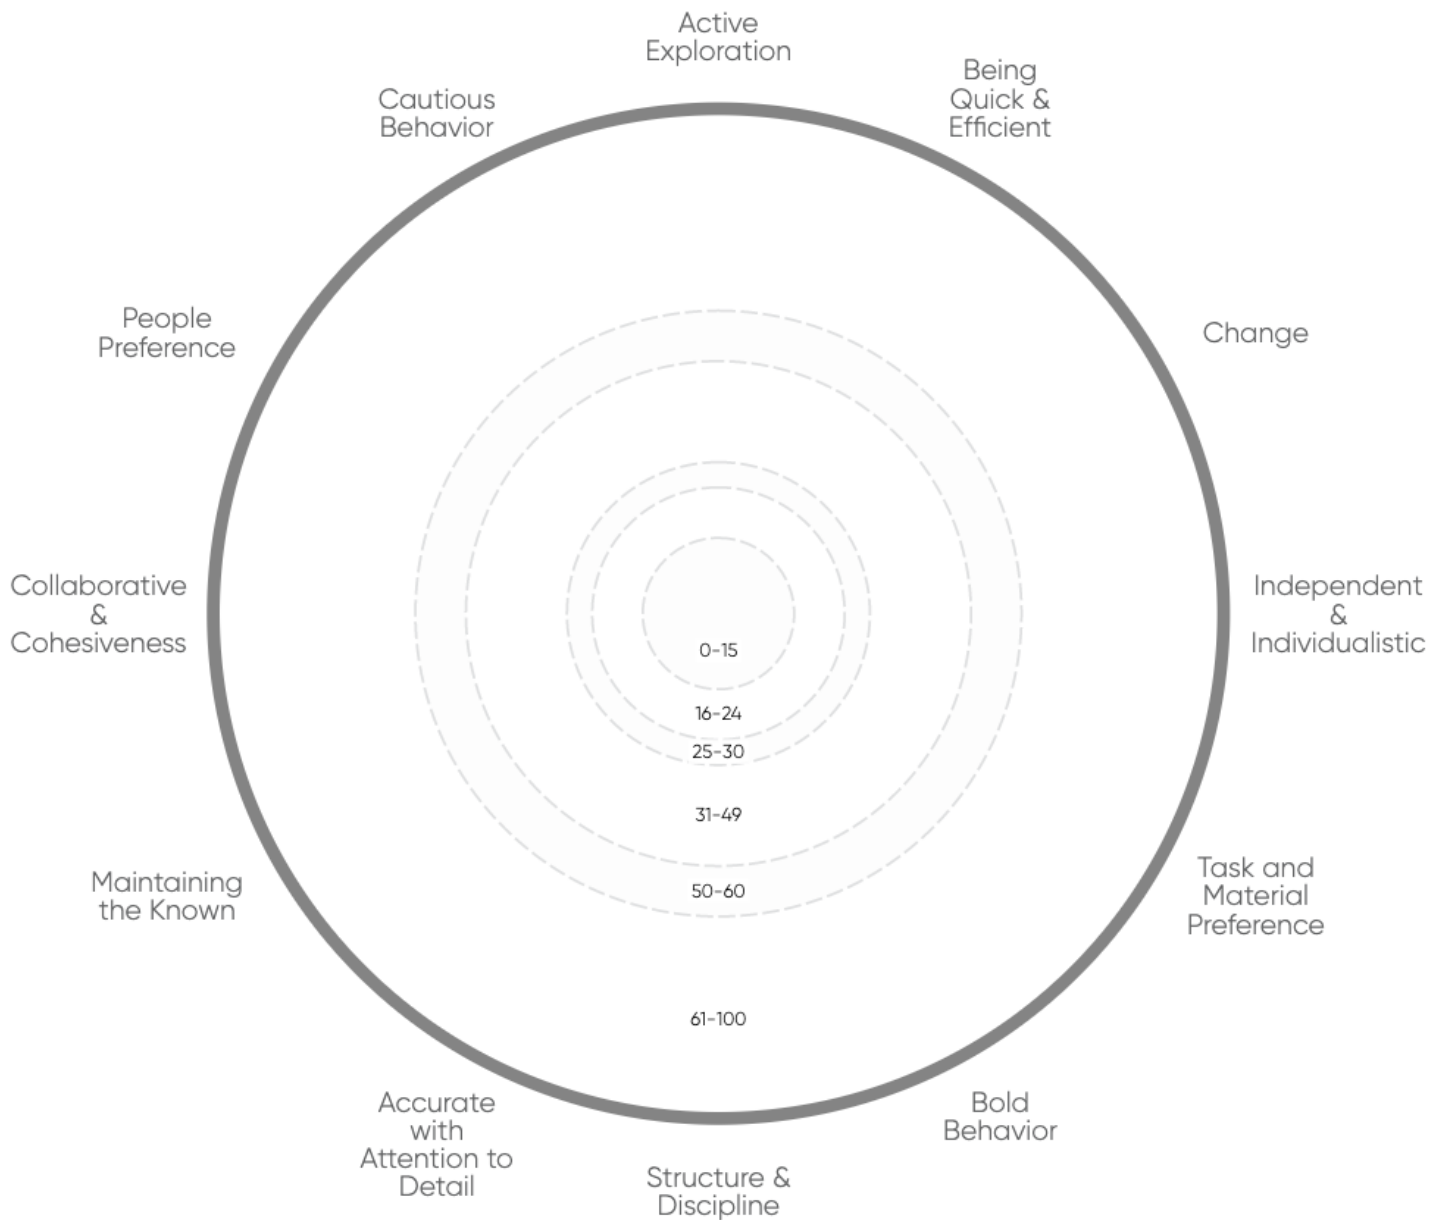 Active
Exploration
Being
Quick &
Efficient
Cautious
Behavior
People
Preference
Change
Collaborative
&
Cohesiveness
Independent
&
Individualistic
0-15
16-24
25-30
31-49
50-60
61-100
Maintaining
the Known
Task and
Material
Preference
Accurate
with
Attention to
Detail
Bold
Behavior
Structure &
Discipline